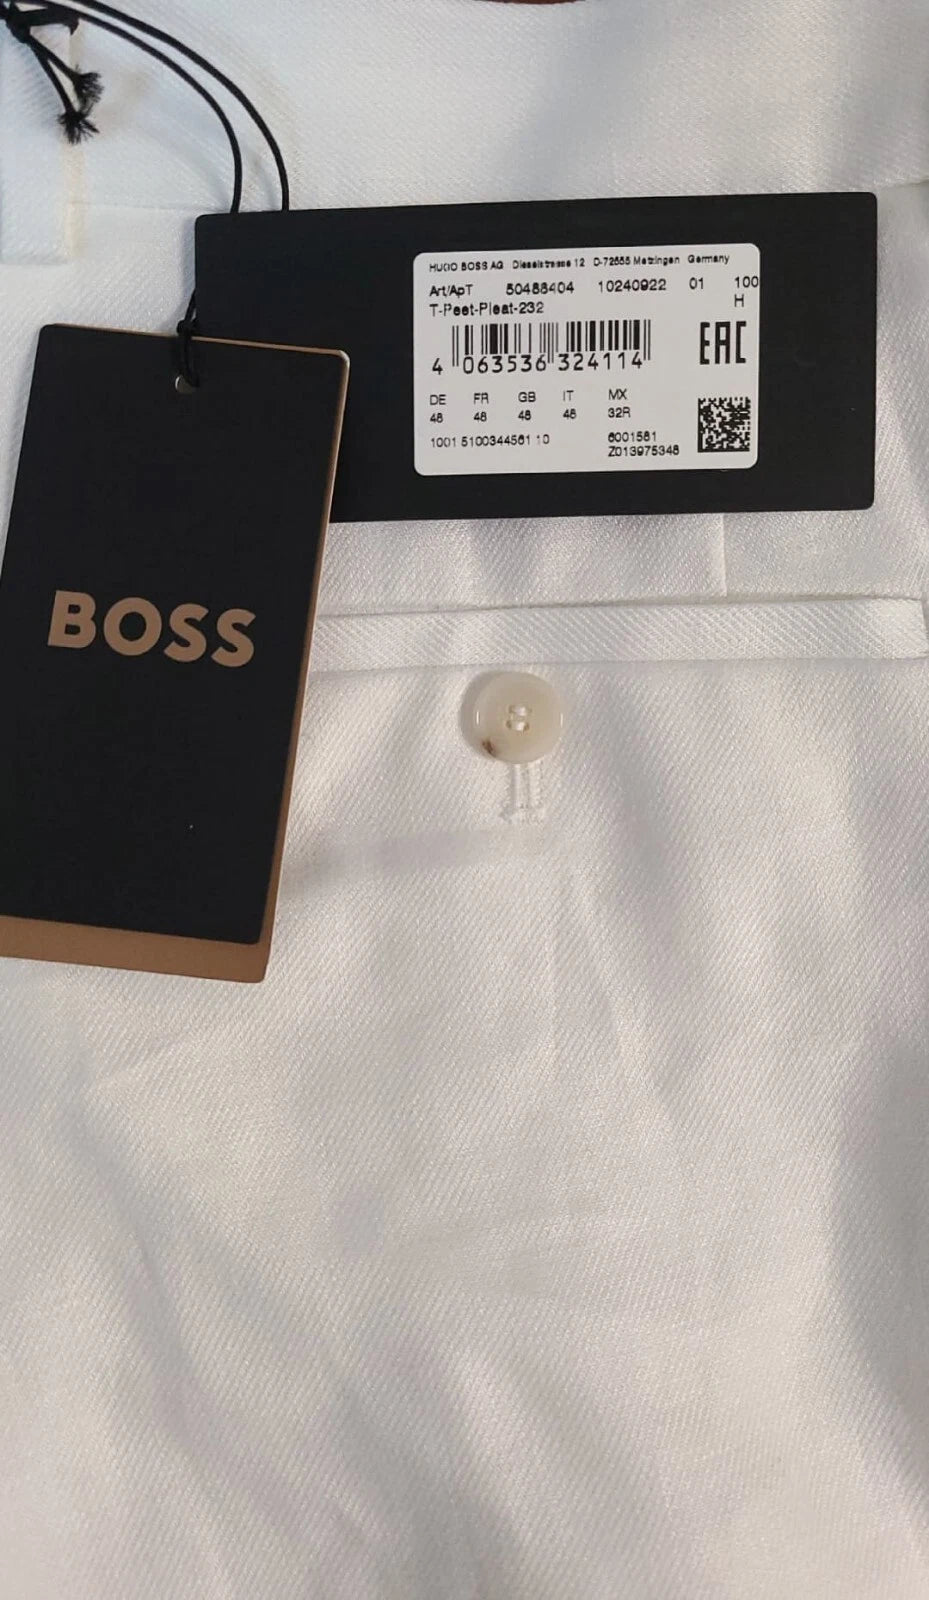 HUGO BOSS AG Dieselstrasse 12 D-72555 Metzingen Germany
Art/ApT 50488404 10240922 01 100
T-Peet-Pleat-232 H
EAC
4 063536 324114
DE FR GB IT MX
48 48 48 48 32R
1001 5100344561 10 6001581
Z013975348
BOSS